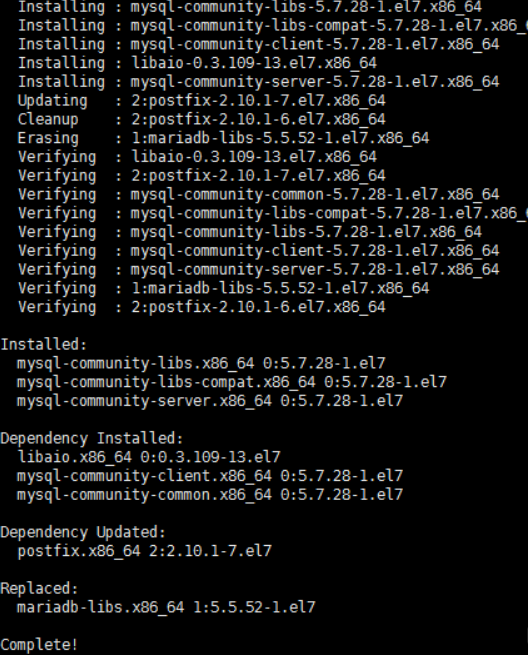 Installing : mysql-community-libs-5.7.28-1.el7.x86_64
Installing : mysql-community-libs-compat-5.7.28-1.el7.x86_6
Installing : mysql-community-client-5.7.28-1.el7.x86_64
Installing : libaio-0.3.109-13.el7.x86_64
Installing : mysql-community-server-5.7.28-1.el7.x86_64
Updating   : 2:postfix-2.10.1-7.el7.x86_64
Cleanup    : 2:postfix-2.10.1-6.el7.x86_64
Erasing    : 1:mariadb-libs-5.5.52-1.el7.x86_64
Verifying  : libaio-0.3.109-13.el7.x86_64
Verifying  : 2:postfix-2.10.1-7.el7.x86_64
Verifying  : mysql-community-common-5.7.28-1.el7.x86_64
Verifying  : mysql-community-libs-compat-5.7.28-1.el7.x86_6
Verifying  : mysql-community-libs-5.7.28-1.el7.x86_64
Verifying  : mysql-community-client-5.7.28-1.el7.x86_64
Verifying  : mysql-community-server-5.7.28-1.el7.x86_64
Verifying  : 1:mariadb-libs-5.5.52-1.el7.x86_64
Verifying  : 2:postfix-2.10.1-6.el7.x86_64
Installed:
mysql-community-libs.x86_64 0:5.7.28-1.el7
mysql-community-libs-compat.x86_64 0:5.7.28-1.el7
mysql-community-server.x86_64 0:5.7.28-1.el7
Dependency Installed:
libaio.x86_64 0:0.3.109-13.el7
mysql-community-client.x86_64 0:5.7.28-1.el7
mysql-community-common.x86_64 0:5.7.28-1.el7
Dependency Updated:
postfix.x86_64 2:2.10.1-7.el7
Replaced:
mariadb-libs.x86_64 1:5.5.52-1.el7
Complete!